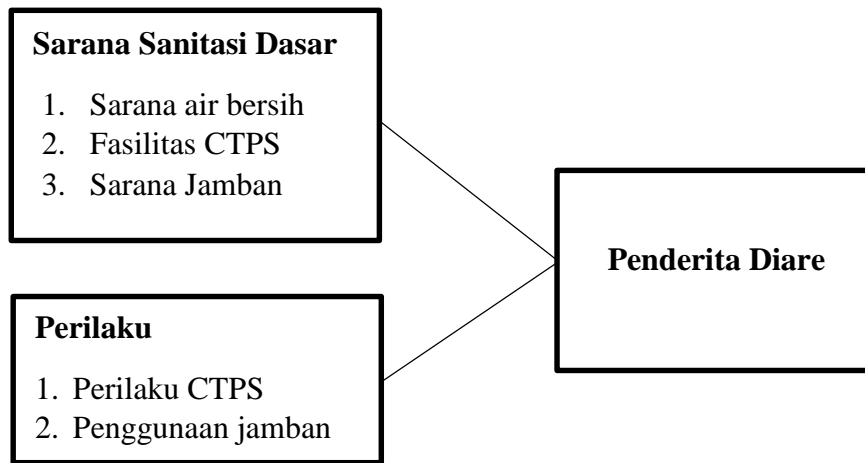 Sarana Sanitasi Dasar
1. Sarana air bersih
2. Fasilitas CTPS
3. Sarana Jamban
Penderita Diare
Perilaku
1. Perilaku CTPS
2. Penggunaan jamban